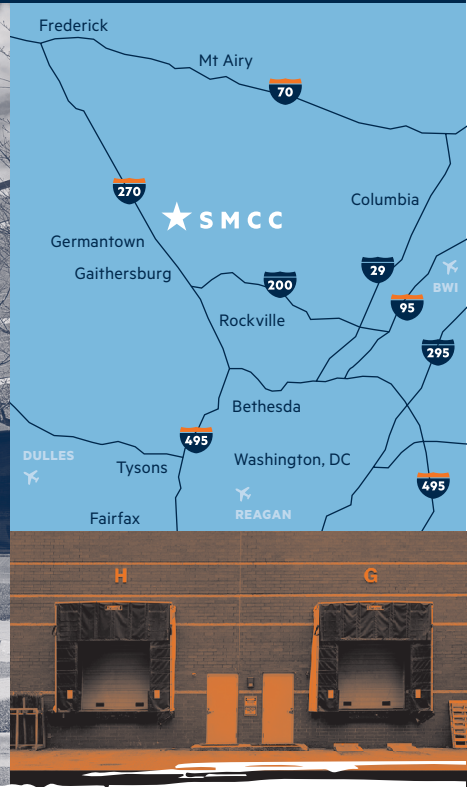 Frederick
Mt Airy
70
270
Columbia
SMCC
Germantown
Gaithersburg
29
200
BWI
95
Rockville
295
Bethesda
495
DULLES
Tysons
Washington, DC
495
REAGAN
Fairfax
H G